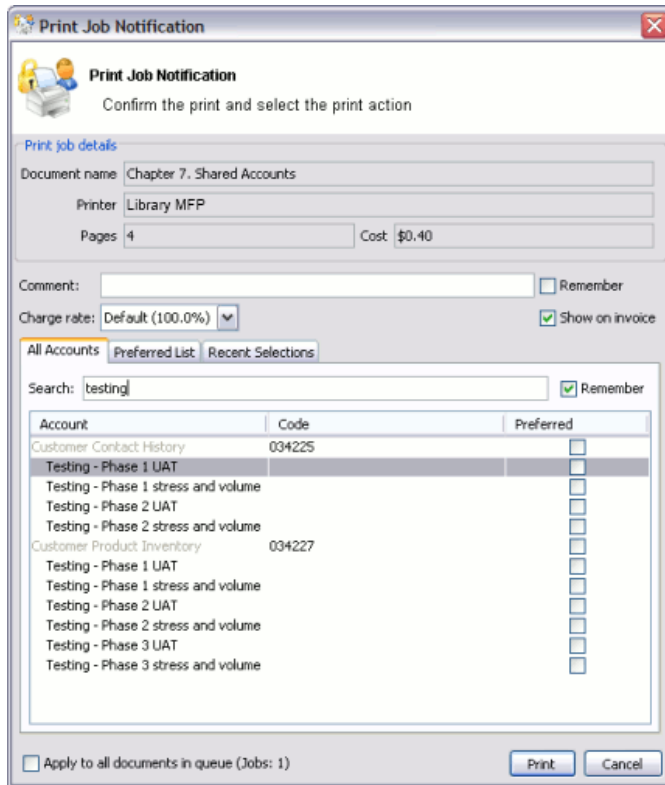 Print Job Notification
Print Job Notification
Confirm the print and select the print action
Print job details
Document name Chapter 7. Shared Accounts
Printer Library MFP
Pages 4 Cost $0.40
Comment: Remember
Charge rate: Default (100.0%) Show on invoice
All Accounts Preferred List Recent Selections
Search: testing Remember
Account Code Preferred
Customer Contact History 034225
Testing - Phase 1 UAT
Testing - Phase 1 stress and volume
Testing - Phase 2 UAT
Testing - Phase 2 stress and volume
Customer Product Inventory 034227
Testing - Phase 1 UAT
Testing - Phase 1 stress and volume
Testing - Phase 2 UAT
Testing - Phase 2 stress and volume
Testing - Phase 3 UAT
Testing - Phase 3 stress and volume
Apply to all documents in queue (Jobs: 1) Print Cancel